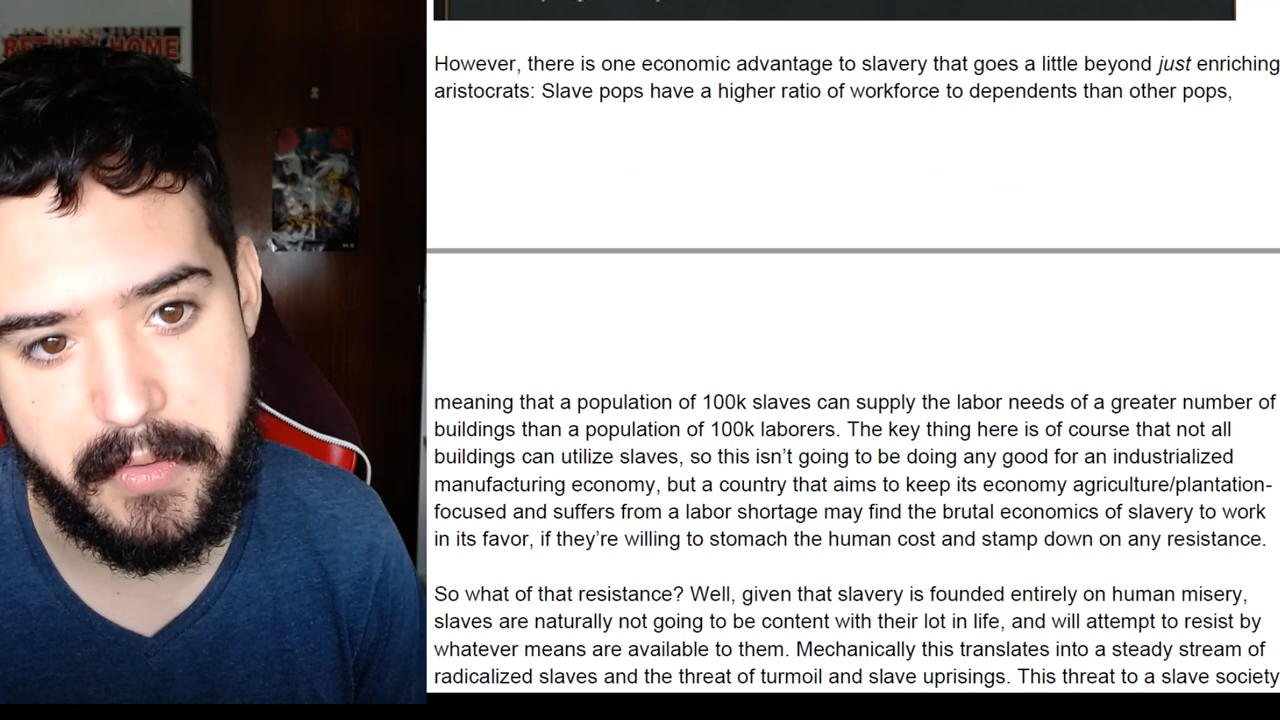 RETURN HOME
However, there is one economic advantage to slavery that goes a little beyond just enriching
aristocrats: Slave pops have a higher ratio of workforce to dependents than other pops,
meaning that a population of 100k slaves can supply the labor needs of a greater number of
buildings than a population of 100k laborers. The key thing here is of course that not all
buildings can utilize slaves, so this isn’t going to be doing any good for an industrialized
manufacturing economy, but a country that aims to keep its economy agriculture/plantation-
focused and suffers from a labor shortage may find the brutal economics of slavery to work
in its favor, if they’re willing to stomach the human cost and stamp down on any resistance.
So what of that resistance? Well, given that slavery is founded entirely on human misery,
slaves are naturally not going to be content with their lot in life, and will attempt to resist by
whatever means are available to them. Mechanically this translates into a steady stream of
radicalized slaves and the threat of turmoil and slave uprisings. This threat to a slave society